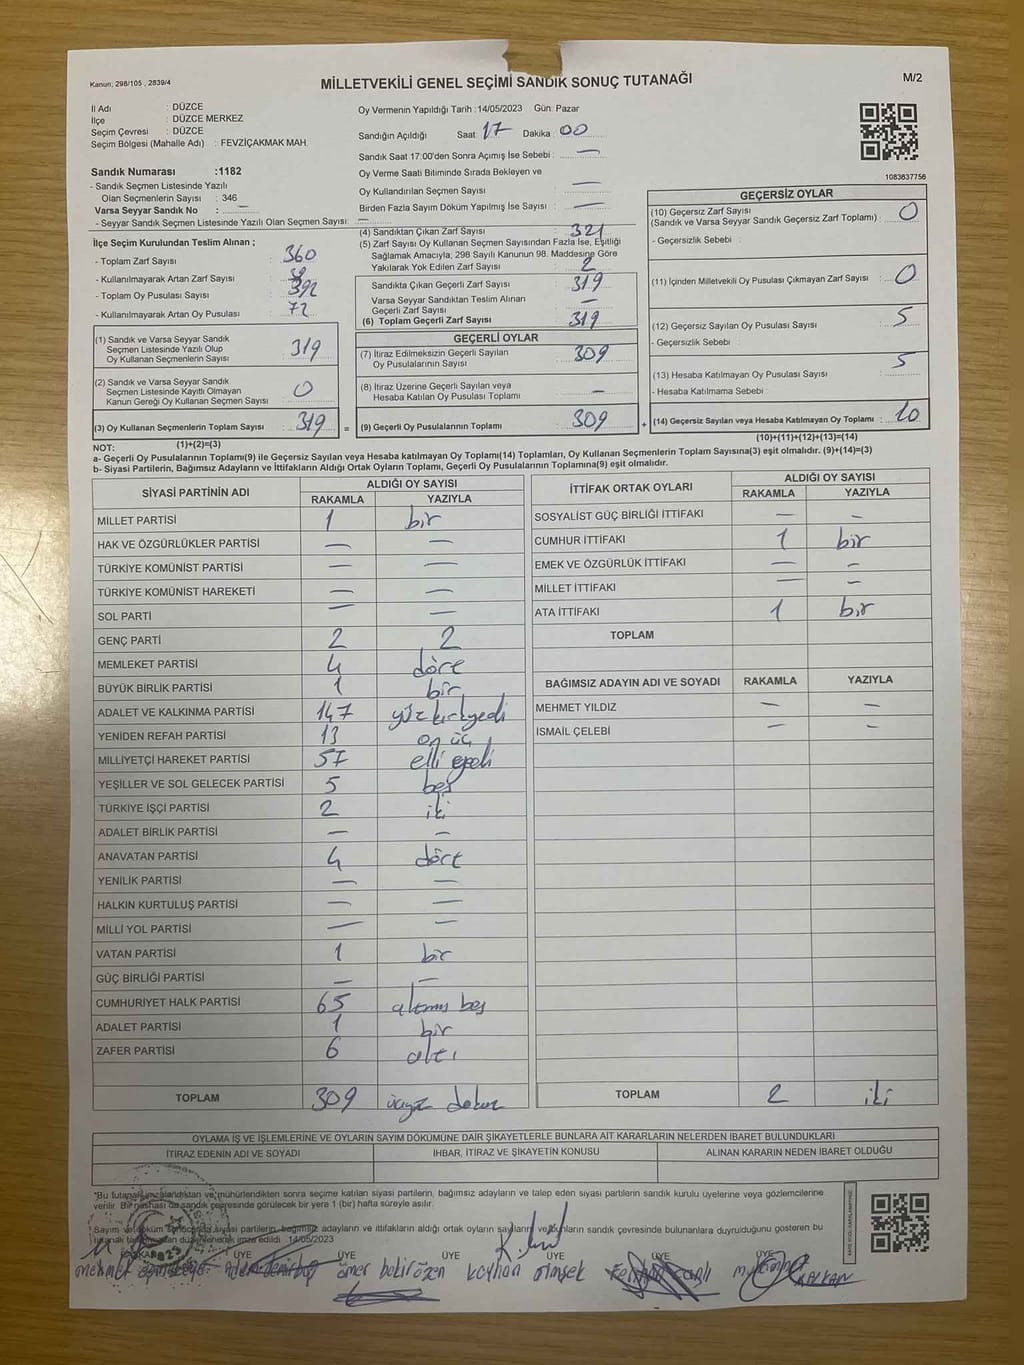 Kanun; 298/105 , 2839/4
MİLLETVEKİLİ GENEL SEÇİMİ SANDIK SONUÇ TUTANAĞI
M/2
İl Adı : DÜZCE
İlçe : DÜZCE MERKEZ
Seçim Çevresi : DÜZCE
Seçim Bölgesi (Mahalle Adı) : FEVZİÇAKMAK MAH.
Oy Vermenin Yapıldığı Tarih :14/05/2023 Gün: Pazar
Sandığın Açıldığı Saat: 17 Dakika : 00
Sandık Saat 17:00'den Sonra Açımış İse Sebebi : —
Oy Verme Saati Bitiminde Sırada Bekleyen ve
Oy Kullandırılan Seçmen Sayısı —
Birden Fazla Sayım Döküm Yapılmış İse Sayısı : —
1083637756
Sandık Numarası :1182
- Sandık Seçmen Listesinde Yazılı
Olan Seçmenlerin Sayısı : 346
Varsa Seyyar Sandık No : —
- Seyyar Sandık Seçmen Listesinde Yazılı Olan Seçmen Sayısı: —
İlçe Seçim Kurulundan Teslim Alınan ;
- Toplam Zarf Sayısı : 360
- Kullanılmayarak Artan Zarf Sayısı :
- Toplam Oy Pusulası Sayısı : 392
- Kullanılmayarak Artan Oy Pusulası : 72
(1) Sandık ve Varsa Seyyar Sandık
Seçmen Listesinde Yazılı Olup
Oy Kullanan Seçmenlerin Sayısı : 319
(2) Sandık ve Varsa Seyyar Sandık
Seçmen Listesinde Kayıtlı Olmayan
Kanun Gereği Oy Kullanan Seçmen Sayısı : 0
(3) Oy Kullanan Seçmenlerin Toplam Sayısı : 319 =
(1)+(2)=(3)
(4) Sandıktan Çıkan Zarf Sayısı : 321
(5) Zarf Sayısı Oy Kullanan Seçmen Sayısından Fazla İse, Eşitliği
Sağlamak Amacıyla, 298 Sayılı Kanunun 98. Maddesine Göre
Yakılarak Yok Edilen Zarf Sayısı : 2
Sandıkta Çıkan Geçerli Zarf Sayısı : 319
Varsa Seyyar Sandıktan Teslim Alınan
Geçerli Zarf Sayısı : —
(6) Toplam Geçerli Zarf Sayısı : 319
GEÇERLİ OYLAR
(7) İtiraz Edilmeksizin Geçerli Sayılan
Oy Pusulalarının Sayısı : 309
(8) İtiraz Üzerine Geçerli Sayılan veya
Hesaba Katılan Oy Pusulası Toplamı : —
(9) Geçerli Oy Pusulalarının Toplamı : 309 +
GEÇERSİZ OYLAR
(10) Geçersiz Zarf Sayısı
(Sandık ve Varsa Seyyar Sandık Geçersiz Zarf Toplamı) : 0
- Geçersizlik Sebebi :
(11) İçinden Milletvekili Oy Pusulası Çıkmayan Zarf Sayısı : 0
(12) Geçersiz Sayılan Oy Pusulası Sayısı : 5
- Geçersizlik Sebebi :
(13) Hesaba Katılmayan Oy Pusulası Sayısı : 5
- Hesaba Katılmama Sebebi :
(14) Geçersiz Sayılan veya Hesaba Katılmayan Oy Toplamı : 10
(10)+(11)+(12)+(13)=(14)
NOT:
a- Geçerli Oy Pusulasının Toplamı(9) ile Geçersiz Sayılan veya Hesaba katılmayan Oy Toplamı(14) Toplamları, Oy Kullanan Seçmenlerin Toplam Sayısına(3) eşit olmalıdır. (9)+(14)=(3)
b- Siyasi Partilerin, Bağımsız Adayların ve İttifakların Aldığı Ortak Oyların Toplamı, Geçerli Oy Pusulalarının Toplamına(9) eşit olmalıdır.
SİYASİ PARTİNİN ADI ALDIĞI OY SAYISI
RAKAMLA YAZIYLA
MİLLET PARTİSİ 1 bir
HAK VE ÖZGÜRLÜKLER PARTİSİ — —
TÜRKİYE KOMÜNİST PARTİSİ — —
TÜRKİYE KOMÜNİST HAREKETİ — —
SOL PARTİ — —
GENÇ PARTİ 2 2
MEMLEKET PARTİSİ 4 dört
BÜYÜK BİRLİK PARTİSİ 1 bir
ADALET VE KALKINMA PARTİSİ 147 yüz kırkyedi
YENİDEN REFAH PARTİSİ 13 on üç
MİLLİYETÇİ HAREKET PARTİSİ 57 elli yedi
YEŞİLLER VE SOL GELECEK PARTİSİ 5 beş
TÜRKİYE İŞÇİ PARTİSİ 2 iki
ADALET BİRLİK PARTİSİ — —
ANAVATAN PARTİSİ 4 dört
YENİLİK PARTİSİ — —
HALKIN KURTULUŞ PARTİSİ — —
MİLLİ YOL PARTİSİ — —
VATAN PARTİSİ 1 bir
GÜÇ BİRLİĞİ PARTİSİ — —
CUMHURİYET HALK PARTİSİ 65 altmış beş
ADALET PARTİSİ 1 bir
ZAFER PARTİSİ 6 altı
TOPLAM 309 üçyüz dokuz
İTTİFAK ORTAK OYLARI ALDIĞI OY SAYISI
RAKAMLA YAZIYLA
SOSYALİST GÜÇ BİRLİĞİ İTTİFAKI — —
CUMHUR İTTİFAKI 1 bir
EMEK VE ÖZGÜRLÜK İTTİFAKI — —
MİLLET İTTİFAKI — —
ATA İTTİFAKI 1 bir
TOPLAM
BAĞIMSIZ ADAYIN ADI VE SOYADI RAKAMLA YAZIYLA
MEHMET YILDIZ — —
İSMAİL ÇELEBİ — —
TOPLAM 2 iki
OYLAMA İŞ VE İŞLEMLERİNE VE OYLARIN SAYIM DÖKÜMÜNE DAİR ŞİKAYETLERLE BUNLARA AİT KARARLARIN NELERDEN İBARET BULUNDUKLARI
İTİRAZ EDENİN ADI VE SOYADI İHBAR, İTİRAZ VE ŞİKAYETİN KONUSU ALINAN KARARIN NEDEN İBARET OLDUĞU
"Bu tutanak imzalandıktan ve mühürlendikten sonra seçime katılan siyasi partilerin, bağımsız adayların ve talep eden siyasi partilerin sandık kurulu üyelerine veya gözlemcilerine
verilir. Bir nüshası da sandık çevresinde görülecek bir yere 1 (bir) hafta süreyle asılır.
Sayım ve döküm sonucunda siyasi partilerin, bağımsız adayların ve ittifakların aldığı ortak oyların sayılarını ve bunların sandık çevresinde bulunanlara duyurulduğunu gösteren bu
tutanak tarafımızdan düzenlenerek imza edildi. 14/05/2023
BAŞKAN ÜYE ÜYE ÜYE ÜYE ÜYE
mehmet ömer bekir özen kayhan şimşek KALKAN